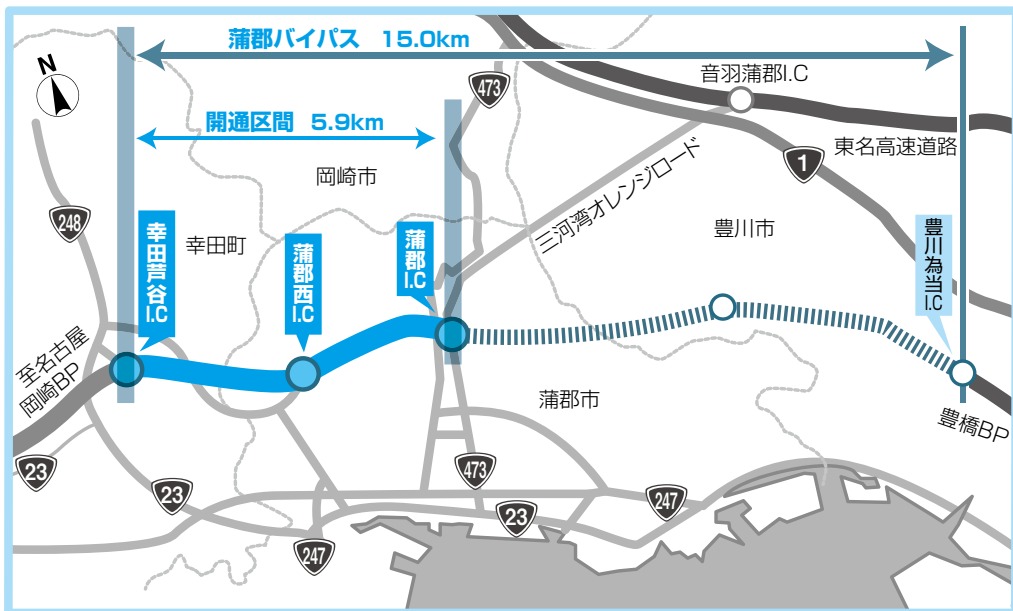 蒲郡バイパス 15.0km
N
音羽蒲郡I.C
473
開通区間 5.9km
東名高速道路
1
岡崎市
三河湾オレンジロード
248
幸田町
豊川市
幸田芦谷I.C
蒲郡西I.C
蒲郡I.C
豊川為当I.C
至名古屋
岡崎BP
蒲郡市
豊橋BP
23
23
473
23
247
247